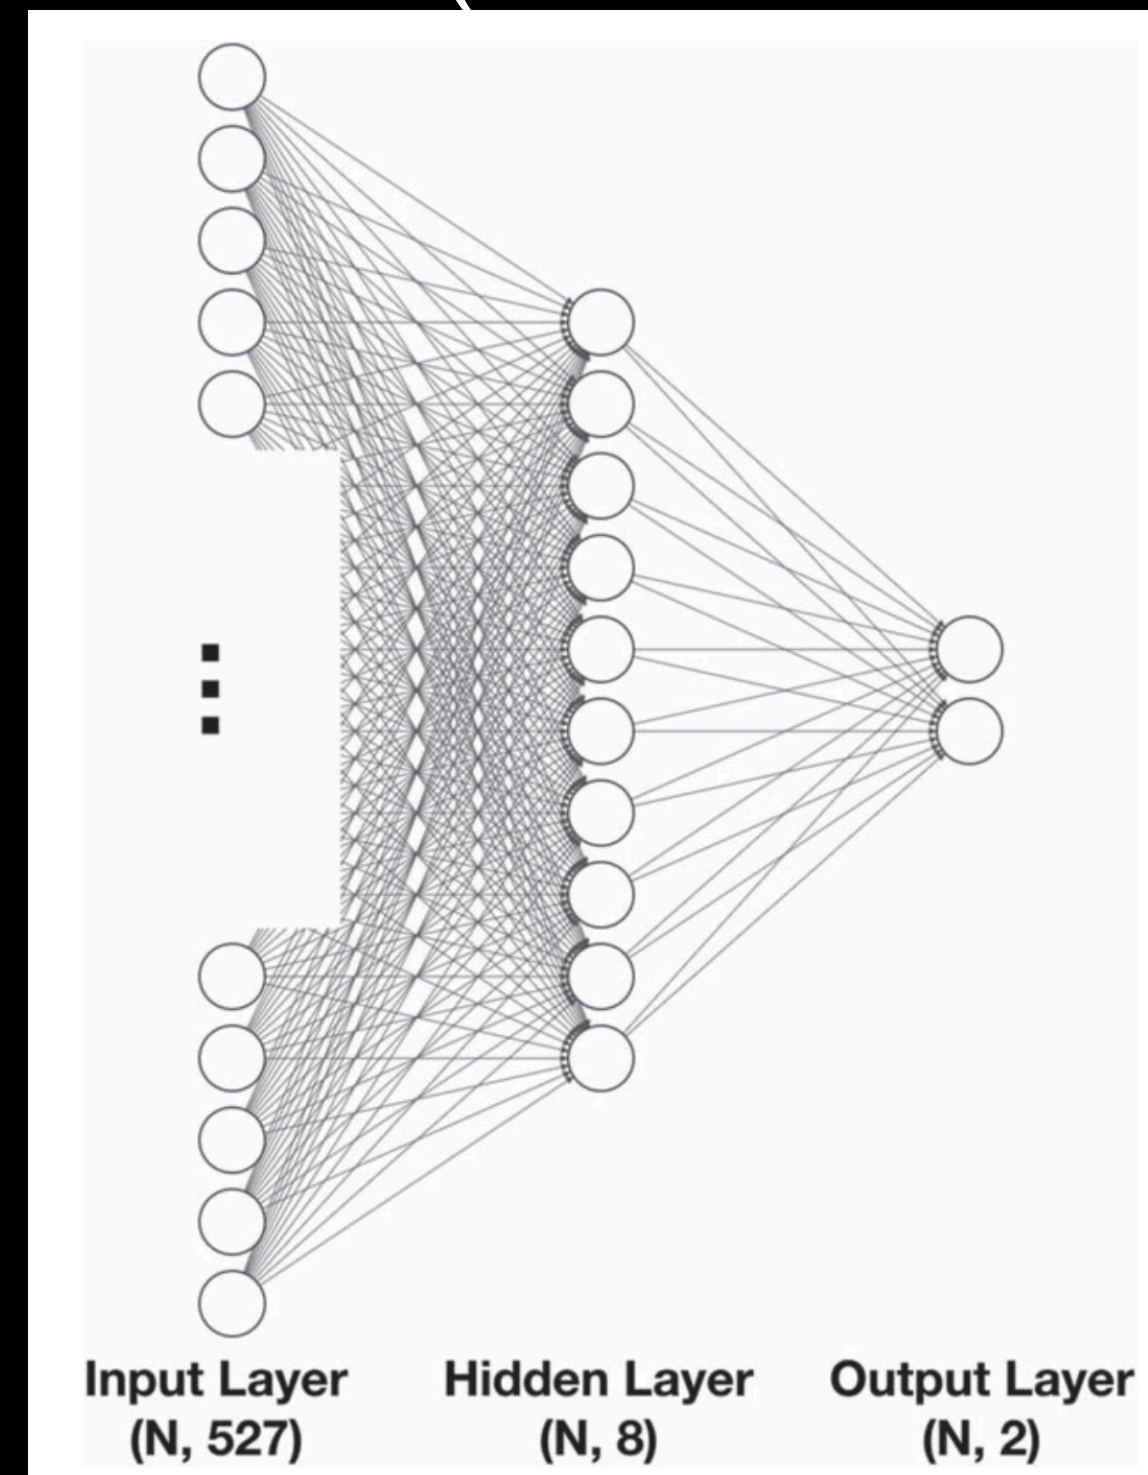 Input Layer
(N, 527)
Hidden Layer
(N, 8)
Output Layer
(N, 2)